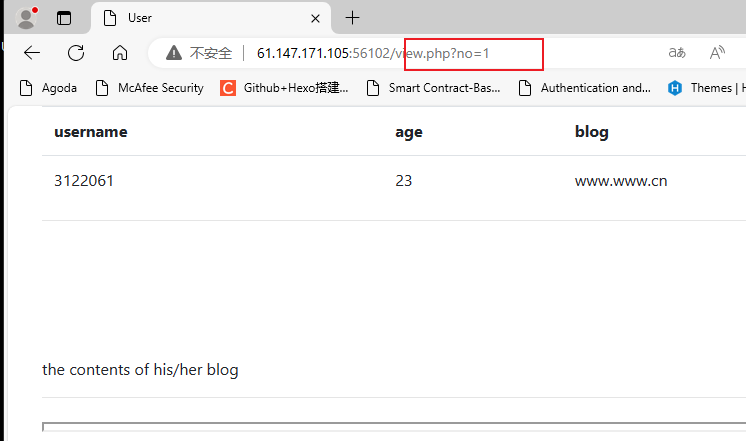 User
不安全 61.147.171.105:56102/view.php?no=1 aあ A
Agoda McAfee Security C Github+Hexo搭建... Smart Contract-Bas... Authentication and... Themes | H
username age blog
3122061 23 www.www.cn
the contents of his/her blog